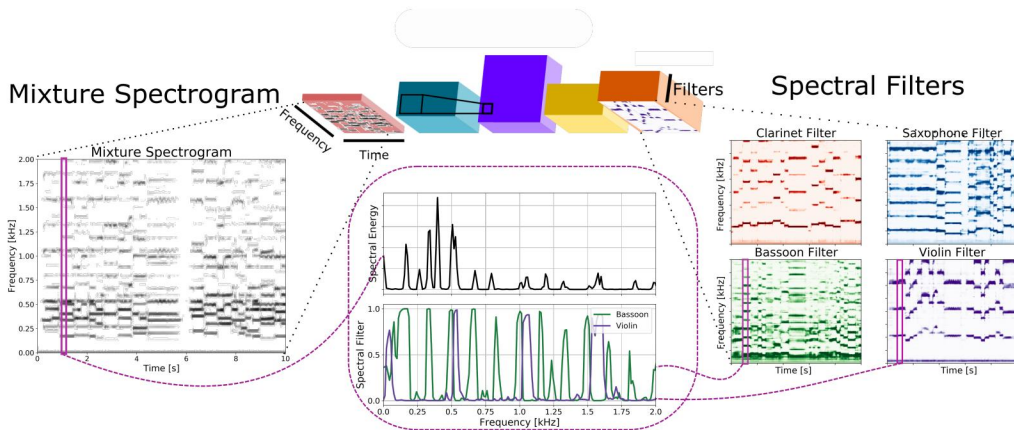 Mixture Spectrogram
Spectral Filters
Filters
Frequency
Time
Mixture Spectrogram
Frequency [kHz]
2.00
1.75
1.50
1.25
1.00
0.75
0.50
0.25
0.00
0
2
4
6
8
10
Time [s]
Spectral Energy
Spectral Filter
1.0
0.5
0.0
Bassoon
Violin
0.00
0.25
0.5
0.75
1.00
1.25
1.50
1.75
2.0
Frequency [kHz]
Clarinet Filter
Saxophone Filter
Frequency [kHz]
Bassoon Filter
Violin Filter
Frequency [kHz]
Time [s]
Time [s]